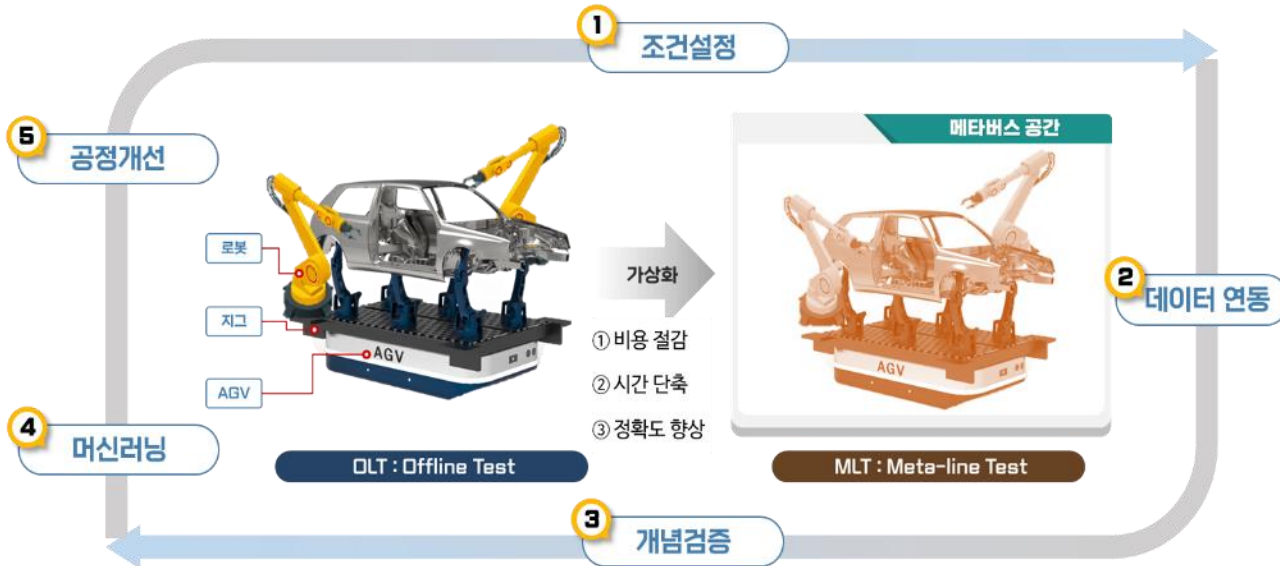 1
조건설정
5
공정개선
메타버스 공간
로봇
지그
AGV
AGV
가상화
① 비용 절감
② 시간 단축
③ 정확도 향상
AGV
2
데이터 연동
4
머신러닝
OLT : Offline Test
MLT : Meta-line Test
3
개념검증